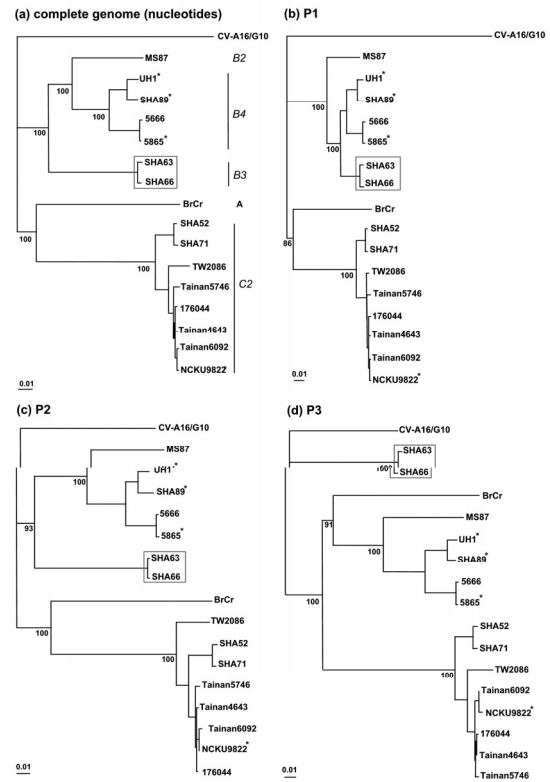 (a) complete genome (nucleotides)
CV-A16/G10
MS87
B2
UH1*
SHA89*
100
100
5666
B4
5865*
100
SHA63
SHA66
B3
BrCr
A
100
SHA52
SHA71
100
TW2086
Tainan5746
C2
176044
Tainan4643
Tainan6092
NCKU9822
0.01
(b) P1
CV-A16/G10
MS87
UH1*
SHA89*
5666
100
5865*
SHA63
SHA66
BrCr
86
SHA52
SHA71
100
TW2086
Tainan5746
176044
Tainan4643
Tainan6092
NCKU9822*
0.01
(c) P2
CV-A16/G10
MS87
100
UH1*
SHA89*
5666
93
5865*
SHA63
SHA66
BrCr
100
TW2086
SHA52
100
SHA71
Tainan5746
Tainan4643
Tainan6092
NCKU9822*
176044
0.01
(d) P3
CV-A16/G10
SHA63
SHA66
BrCr
91
MS87
UH1*
100
SHA89*
5666
100
5865*
SHA52
SHA71
100
TW2086
Tainan6092
NCKU9822*
176044
Tainan4643
Tainan5746
0.01